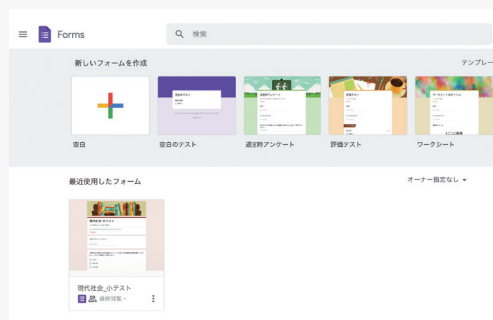 Forms
検索
新しいフォームを作成
テンプレー
空白
空白のテスト
退室時アンケート
評価テスト
ワークシート
最近使用したフォーム
オーナー指定なし
現代社会_小テスト
最終閲覧 –